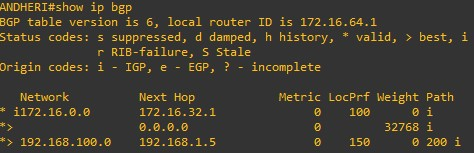 ANDHERI#show ip bgp
BGP table version is 6, local router ID is 172.16.64.1
Status codes: s suppressed, d damped, h history, * valid, > best, i
              r RIB-failure, S Stale
Origin codes: i - IGP, e - EGP, ? - incomplete

   Network          Next Hop            Metric LocPrf Weight Path
* i172.16.0.0       172.16.32.1              0    100      0 i
*>                  0.0.0.0                  0         32768 i
*> 192.168.100.0    192.168.1.5              0    150      0 200 i